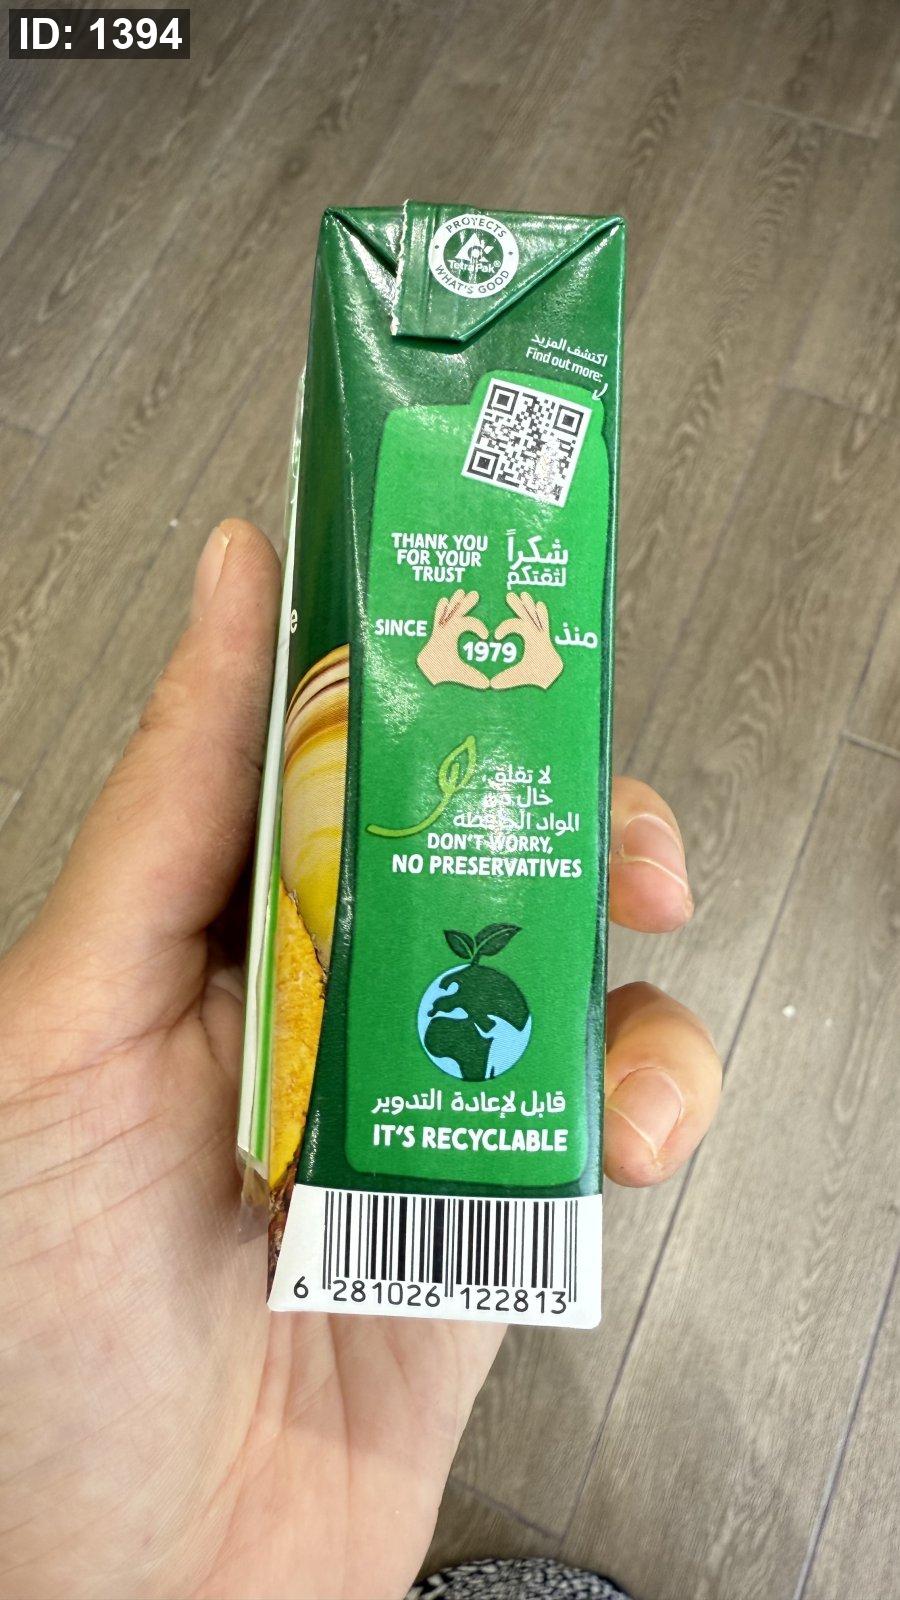 ID: 1394
PROTECTS
TetraPak®
WHAT'S GOOD
اكتشف المزيد
Find out more:
THANK YOU
FOR YOUR
TRUST
شكراً
لثقتكم
SINCE
1979
منذ
e
لا تقلق،
خال من
المواد الحافظة
DON'T WORRY,
NO PRESERVATIVES
قابل لإعادة التدوير
IT'S RECYCLABLE
6 281026 122813